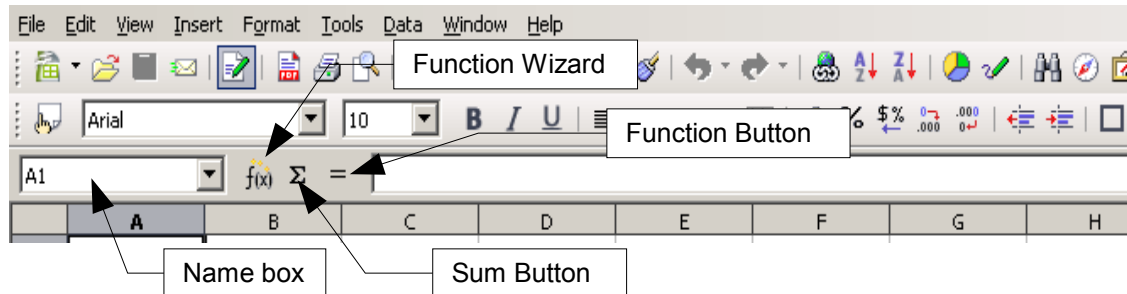 File Edit View Insert Format Tools Data Window Help
Function Wizard
Arial 10 B I U
Function Button
A1 f(x) Σ =
A B C D E F G H
Name box Sum Button